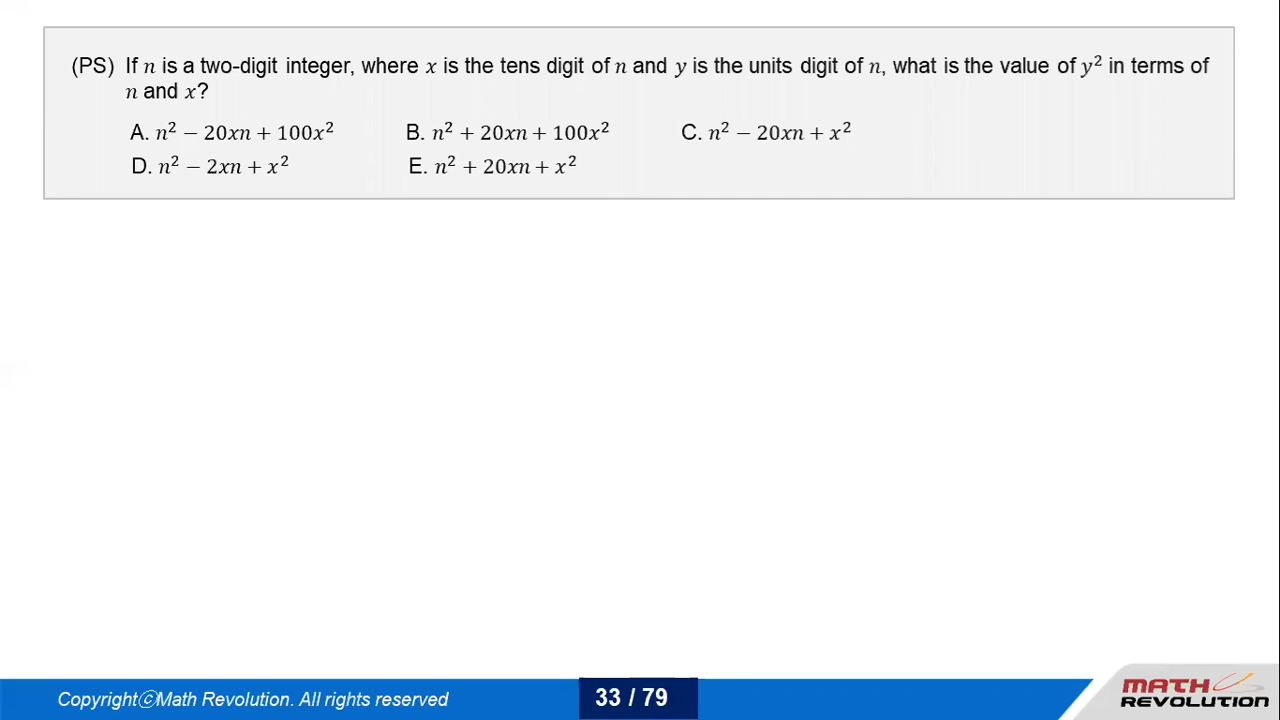 (PS) If n is a two-digit integer, where x is the tens digit of n and y is the units digit of n, what is the value of y² in terms of
n and x?
A. n² − 20xn + 100x² B. n² + 20xn + 100x² C. n² − 20xn + x²
D. n² − 2xn + x² E. n² + 20xn + x²
Copyrightⓒ Math Revolution. All rights reserved
33 / 79
MATH
REVOLUTION